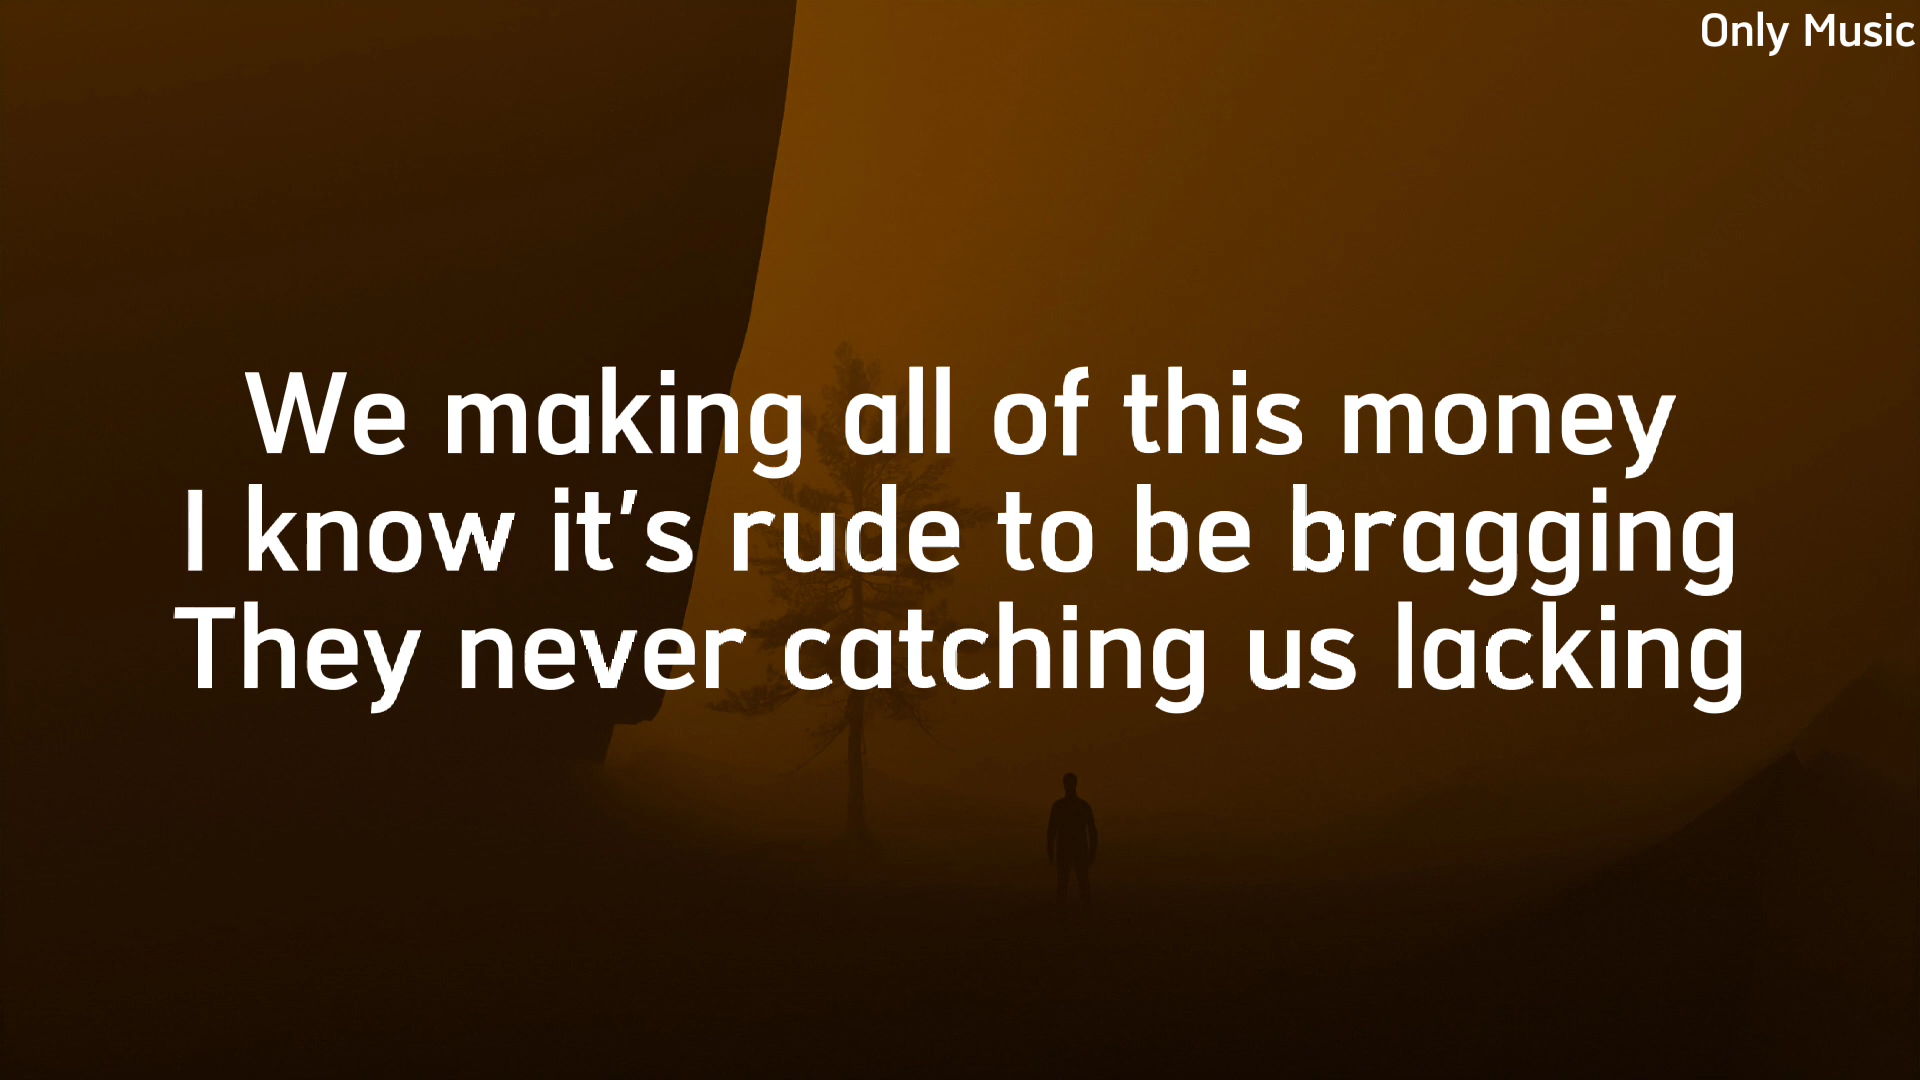 Only Music
We making all of this money
I know it's rude to be bragging
They never catching us lacking